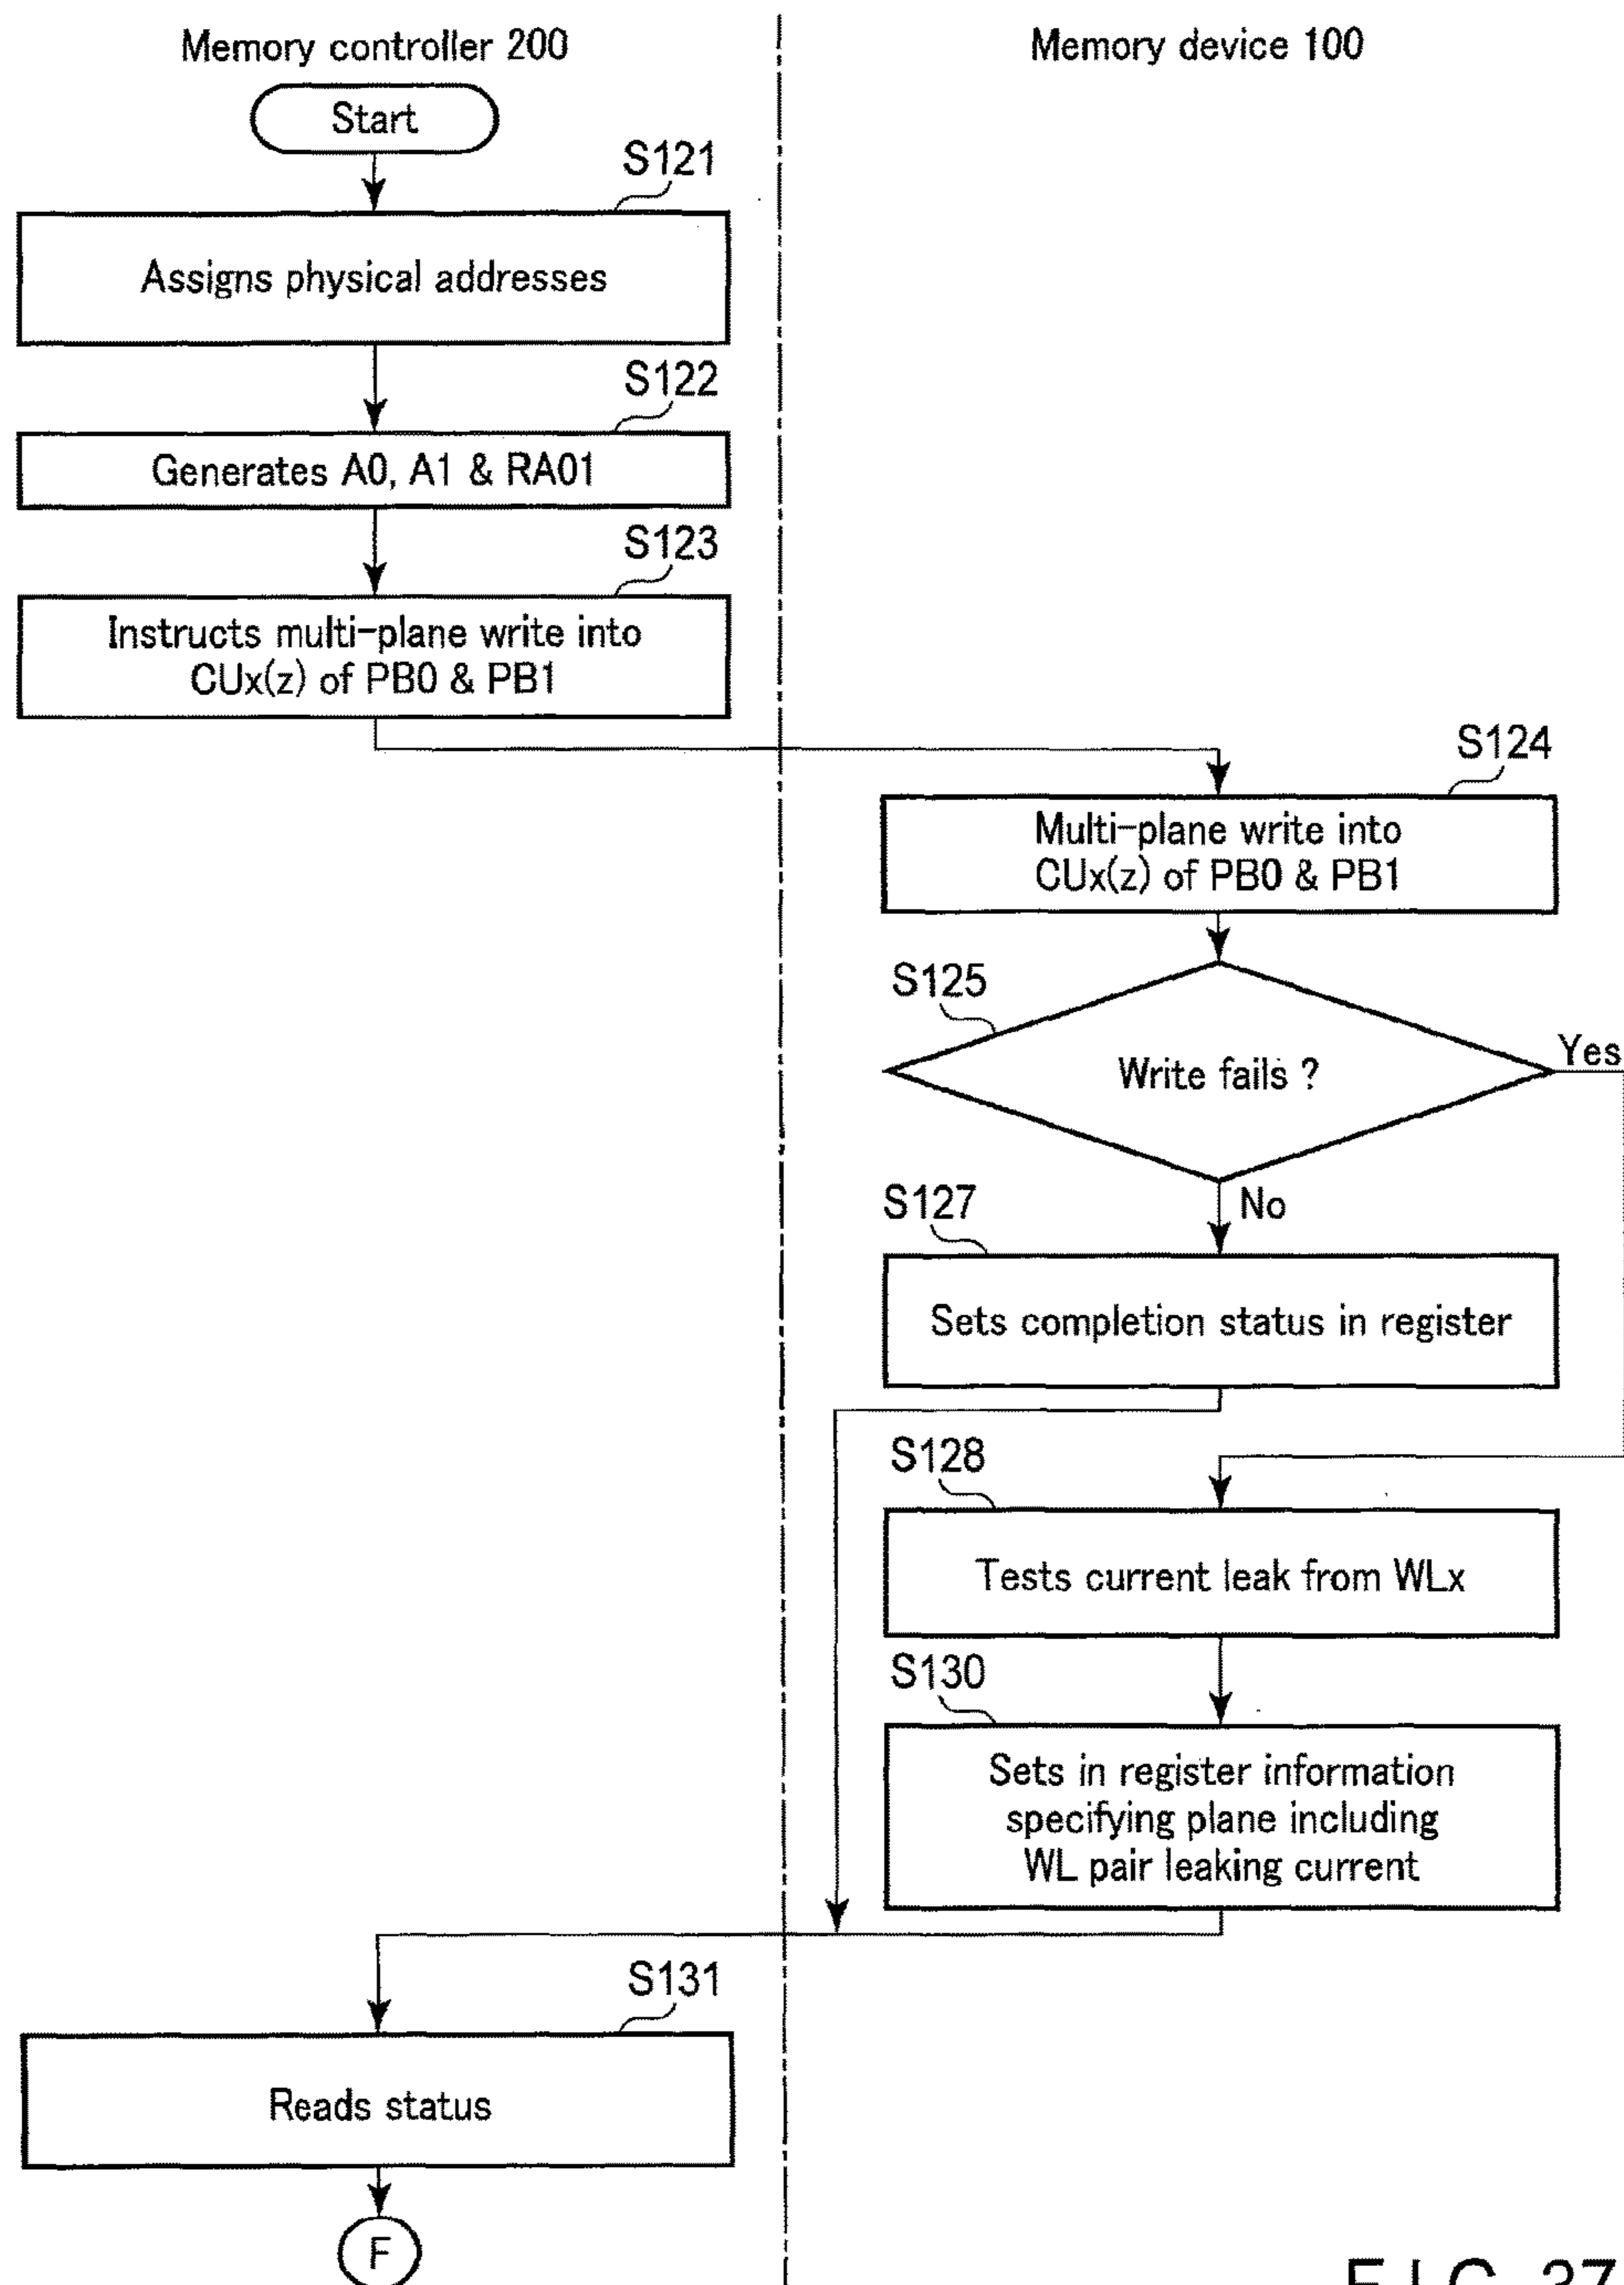 Memory controller 200
Memory device 100
Start
S121
Assigns physical addresses
S122
Generates A0, A1 & RA01
S123
Instructs multi-plane write into
CUx(z) of PB0 & PB1
S124
Multi-plane write into
CUx(z) of PB0 & PB1
S125
Write fails ?
Yes
No
S127
Sets completion status in register
S128
Tests current leak from WLx
S130
Sets in register information
specifying plane including
WL pair leaking current
S131
Reads status
F
FIG. 37